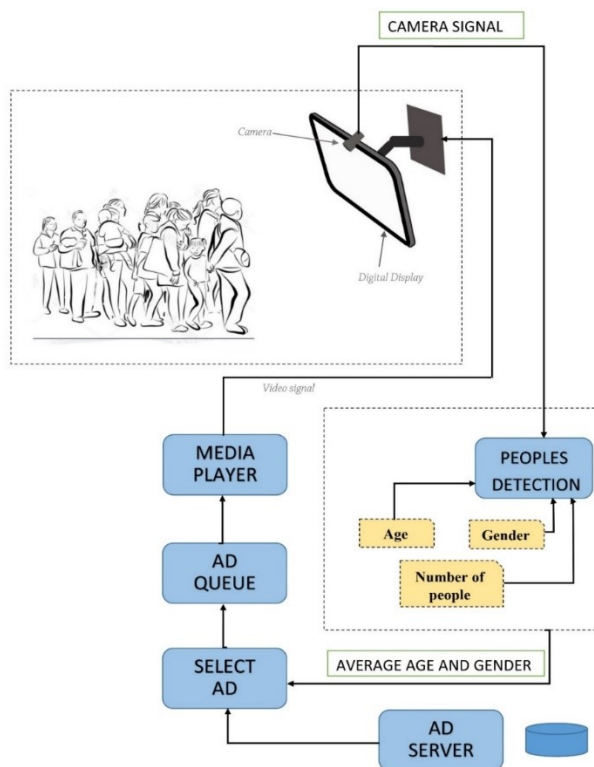 CAMERA SIGNAL
Camera
Digital Display
Video signal
MEDIA
PLAYER
PEOPLES
DETECTION
Age
Gender
AD
QUEUE
Number of
people
SELECT
AD
AVERAGE AGE AND GENDER
AD
SERVER